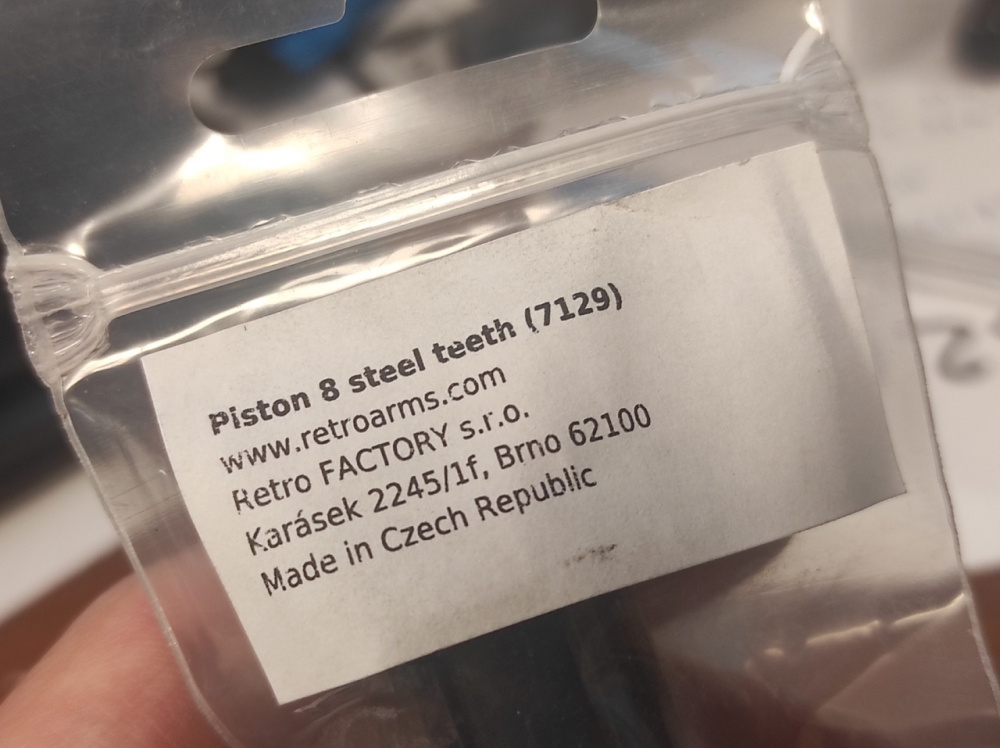 Piston 8 steel teeth (7129)
www.retroarms.com
Retro FACTORY s.r.o.
Karásek 2245/1f, Brno 62100
Made in Czech Republic
2